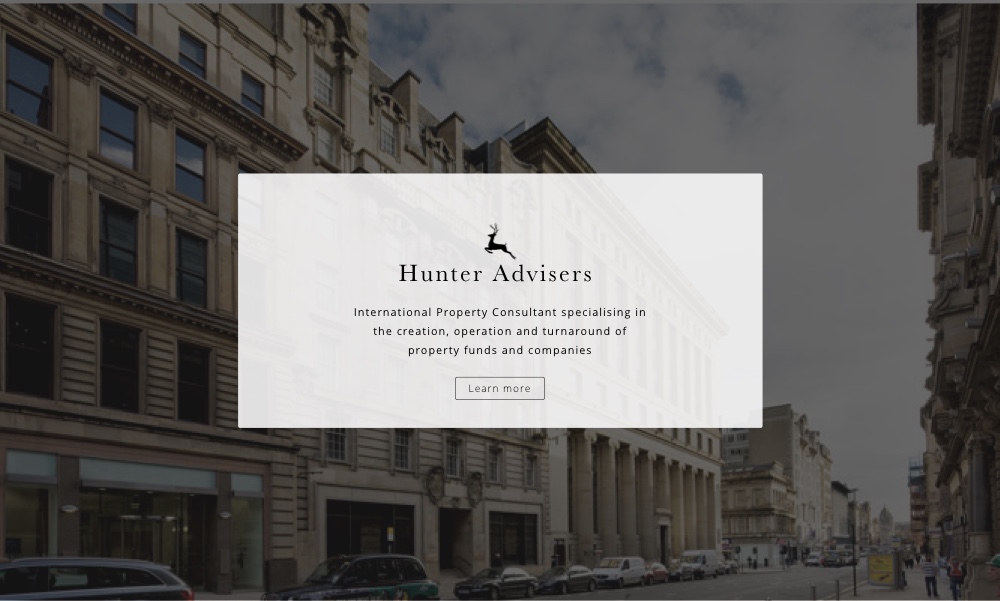 Hunter Advisers
International Property Consultant specialising in
the creation, operation and turnaround of
property funds and companies
Learn more